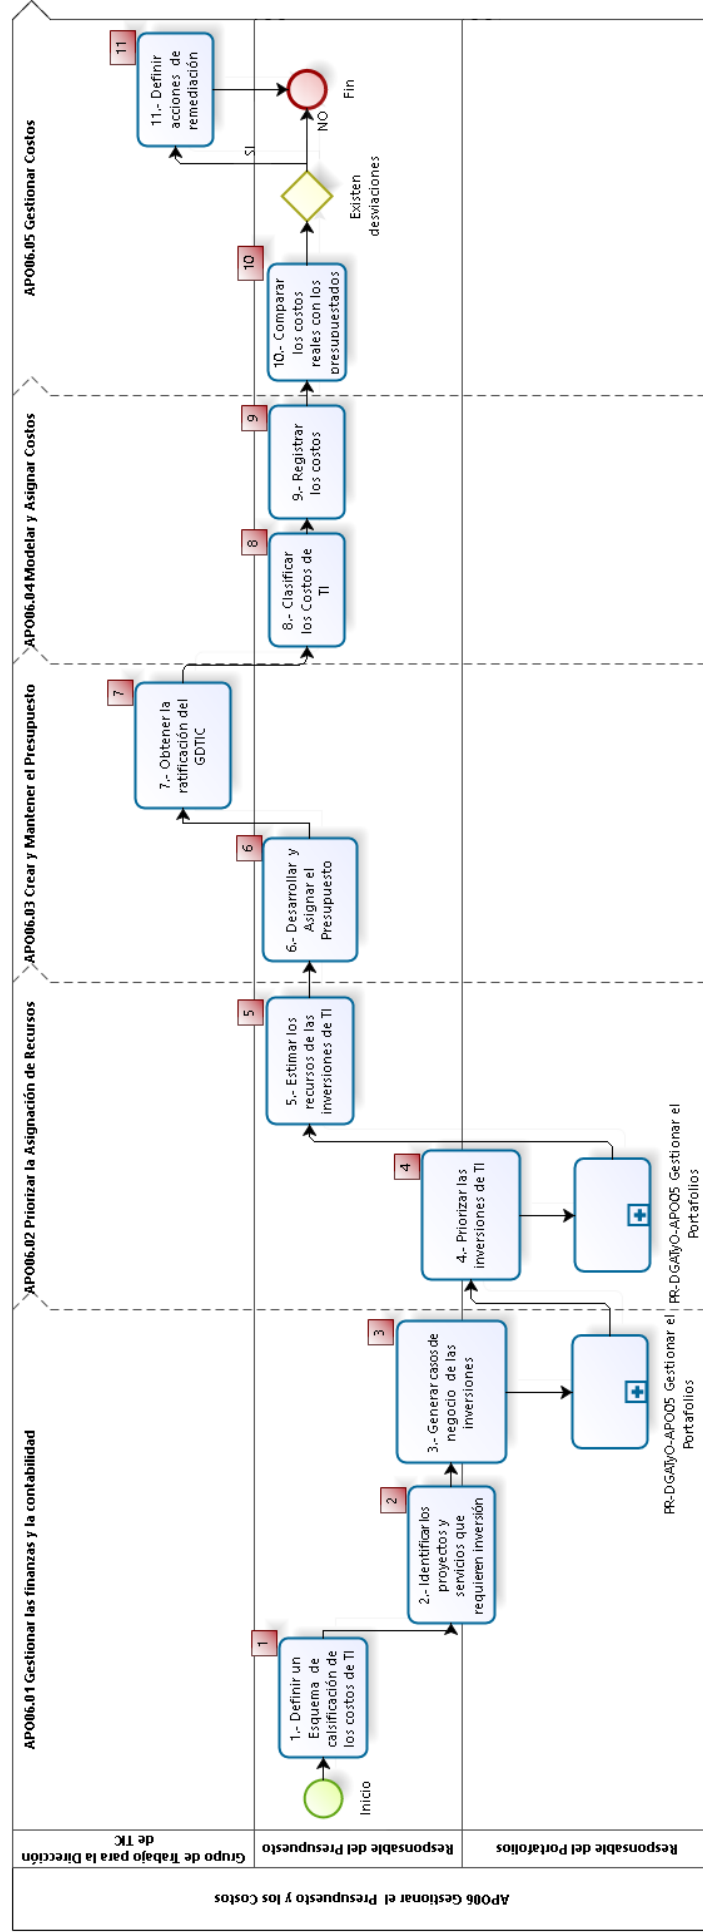 APO06 Gestionar el Presupuesto y los Costos
Grupo de Trabajo para la Dirección
de TIC
Responsable del Presupuesto
Responsable del Portafolios
APO06.01 Gestionar las finanzas y la contabilidad
APO06.02 Priorizar la Asignación de Recursos
APO06.03 Crear y Mantener el Presupuesto
APO06.04 Modelar y Asignar Costos
APO06.05 Gestionar Costos
Inicio
1
1.- Definir un
Esquema de
calsificación de
los costos de TI
2
2.- Identificar los
proyectos y
servicios que
requieren inversión
3
3.- Generar casos de
negocio de las
inversiones
PR-DGATyO-APO05 Gestionar el
Portafolios
4
4.- Priorizar las
inversiones de TI
PR-DGATyO-APO05 Gestionar el
Portafolios
5
5.- Estimar los
recursos de las
inversiones de TI
6
6.- Desarrollar y
Asignar el
Presupuesto
7
7.- Obtener la
ratificación del
GDTIC
8
8.- Clasificar
los Costos de
TI
9
9.- Registrar
los costos
10
10.- Comparar
los costos
reales con los
presupuestados
Existen
desviaciones
SI
NO
11
11.- Definir
acciones de
remediación
Fin